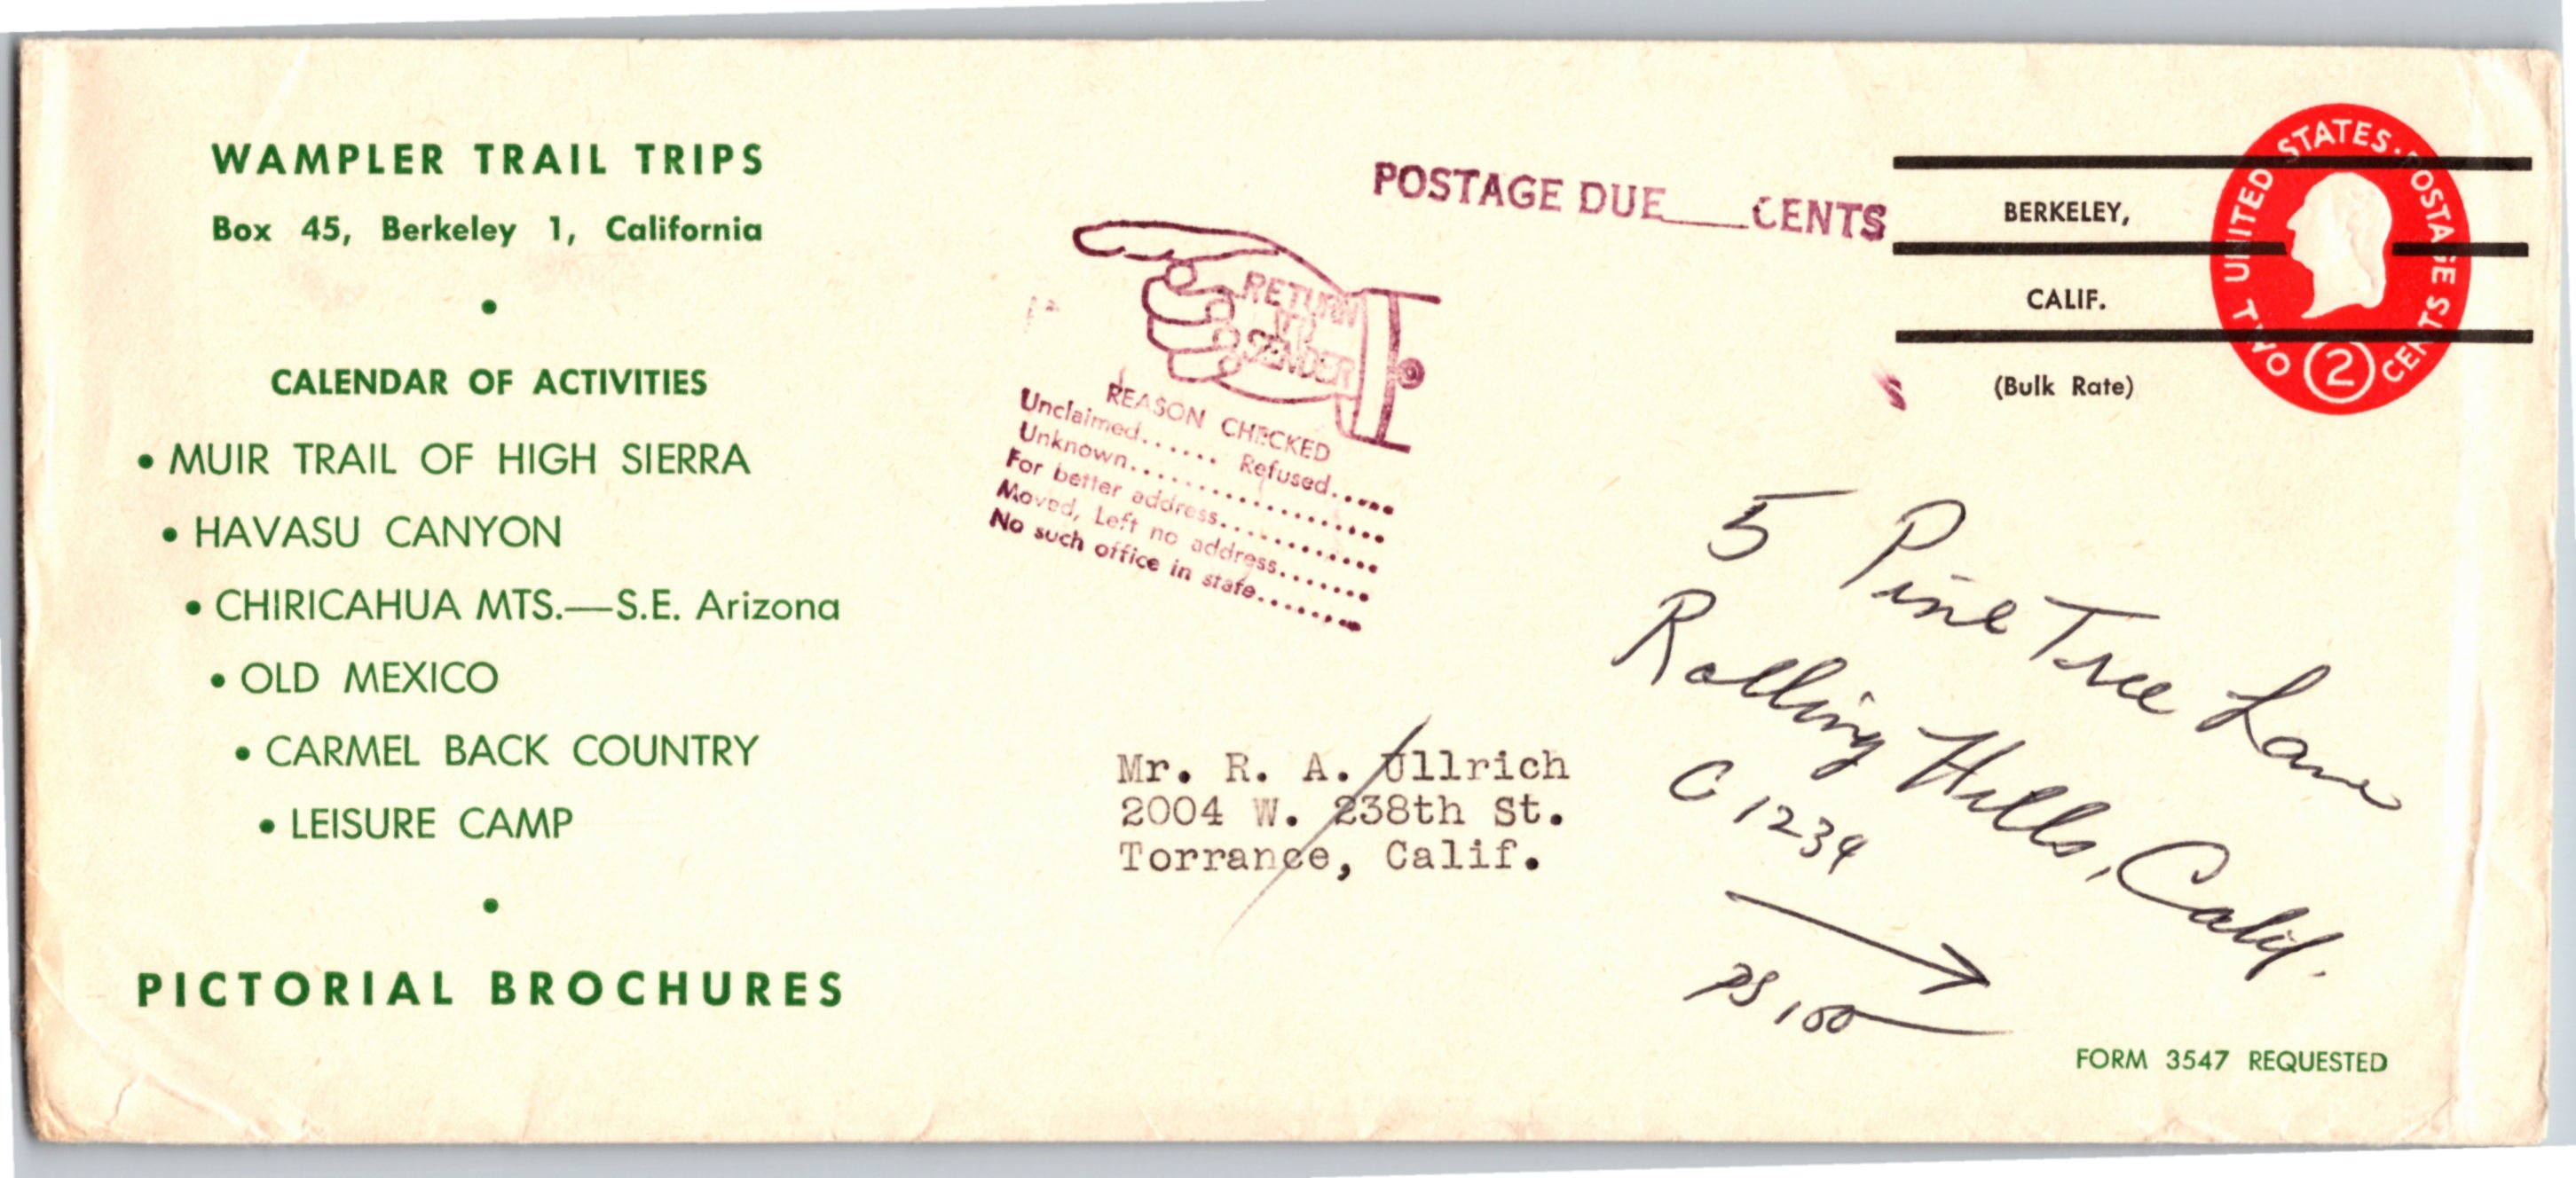 WAMPLER TRAIL TRIPS
Box 45, Berkeley 1, California
•
CALENDAR OF ACTIVITIES
• MUIR TRAIL OF HIGH SIERRA
• HAVASU CANYON
• CHIRICAHUA MTS.—S.E. Arizona
• OLD MEXICO
• CARMEL BACK COUNTRY
• LEISURE CAMP
•
PICTORIAL BROCHURES
POSTAGE DUE___CENTS
RETURN
TO
SENDER
REASON CHECKED
Unclaimed...... Refused......
Unknown....................
For better address............
Moved, Left no address.......
No such office in state........
BERKELEY,
CALIF.
(Bulk Rate)
UNITED STATES · POSTAGE
TWO CENTS
2
Mr. R. A. Ullrich
2004 W. 238th St.
Torrance, Calif.
5 Pine Tree Lane
Rolling Hills, Calif.
C 1234
PS 100
FORM 3547 REQUESTED